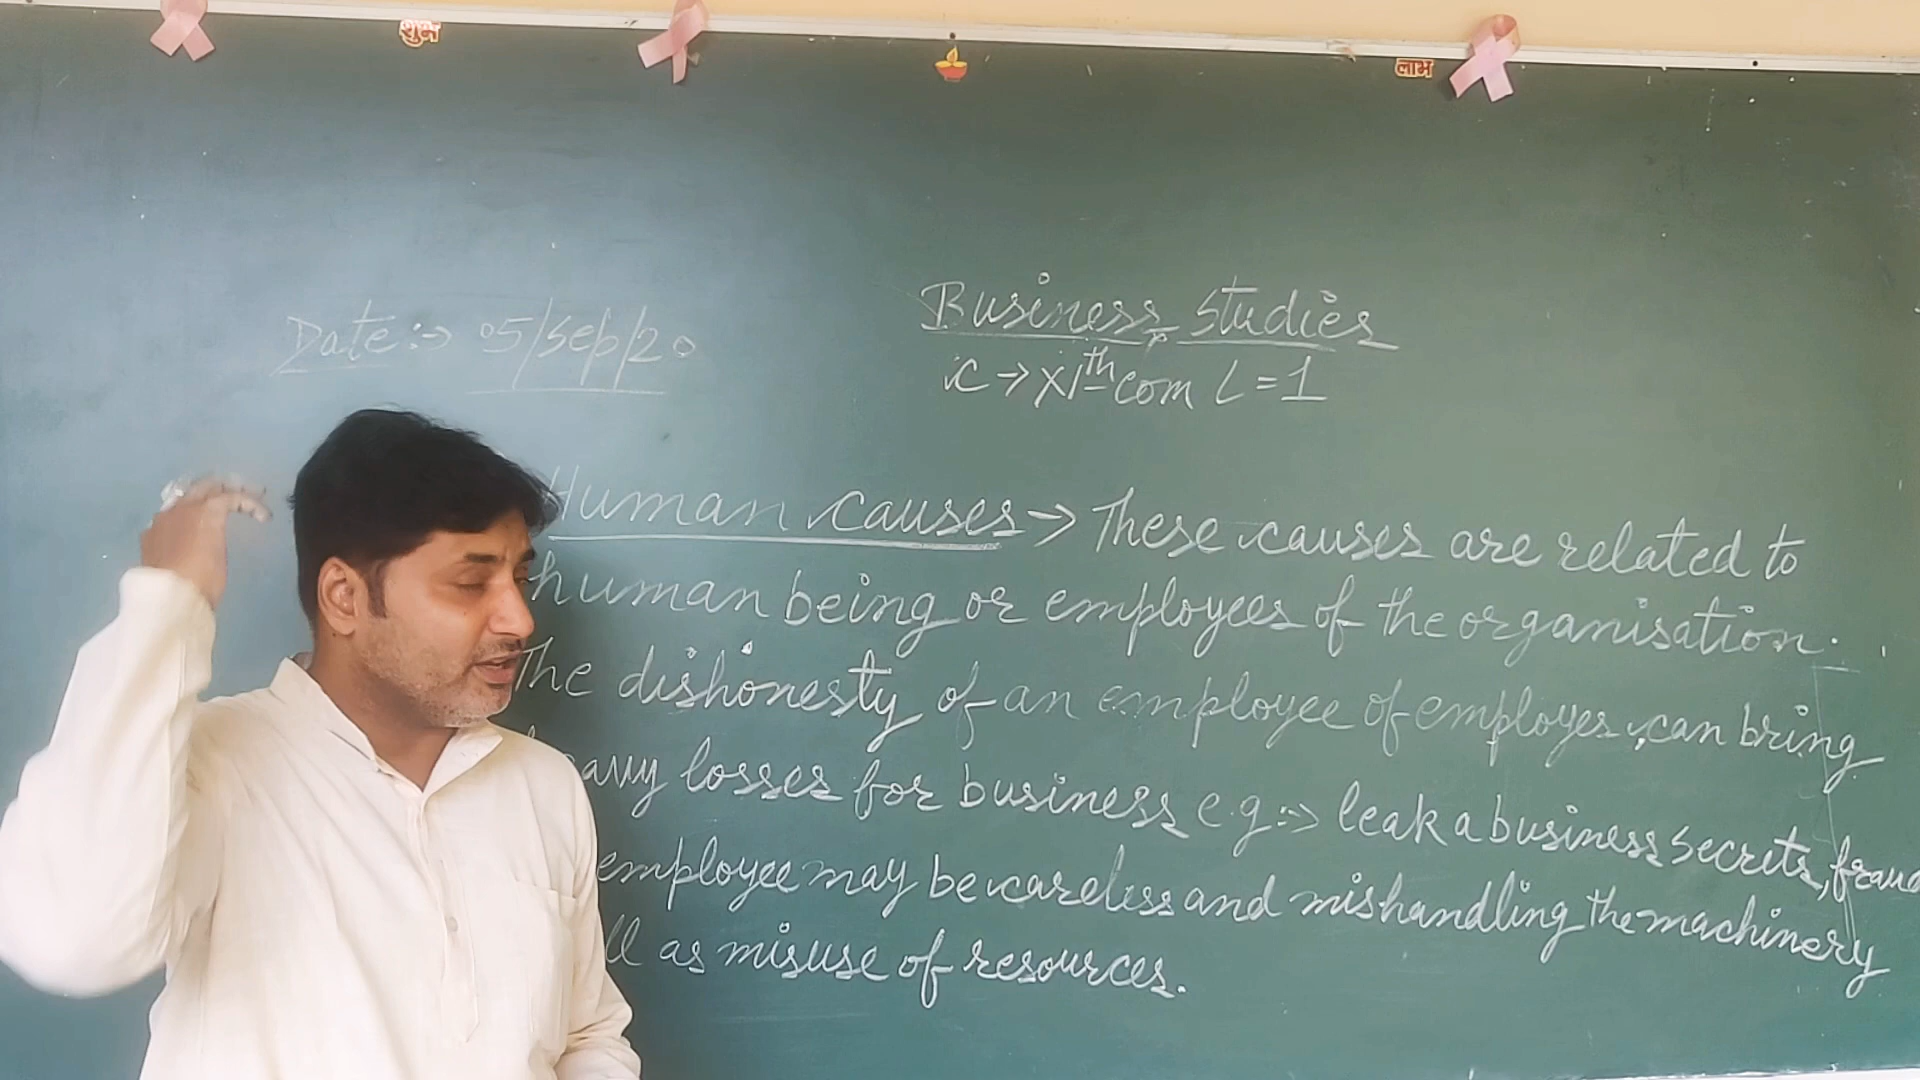 शुभ
लाभ
Business Studies
Date:→ 05/Sep/20
C → XIth Com L = 1
Human Causes → These causes are related to
human being or employees of the organisation.
The dishonesty of an employee of employes can bring
losses for business e.g:→ leak a business secrets,
employee may be careless and mishandling the machinery
as misuse of resources.